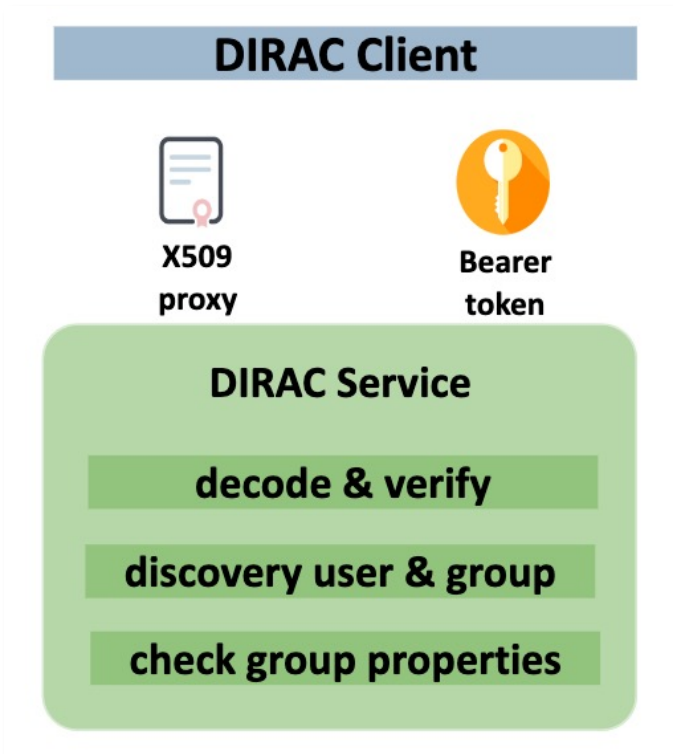 DIRAC Client
X509
proxy
Bearer
token
DIRAC Service
decode & verify
discovery user & group
check group properties